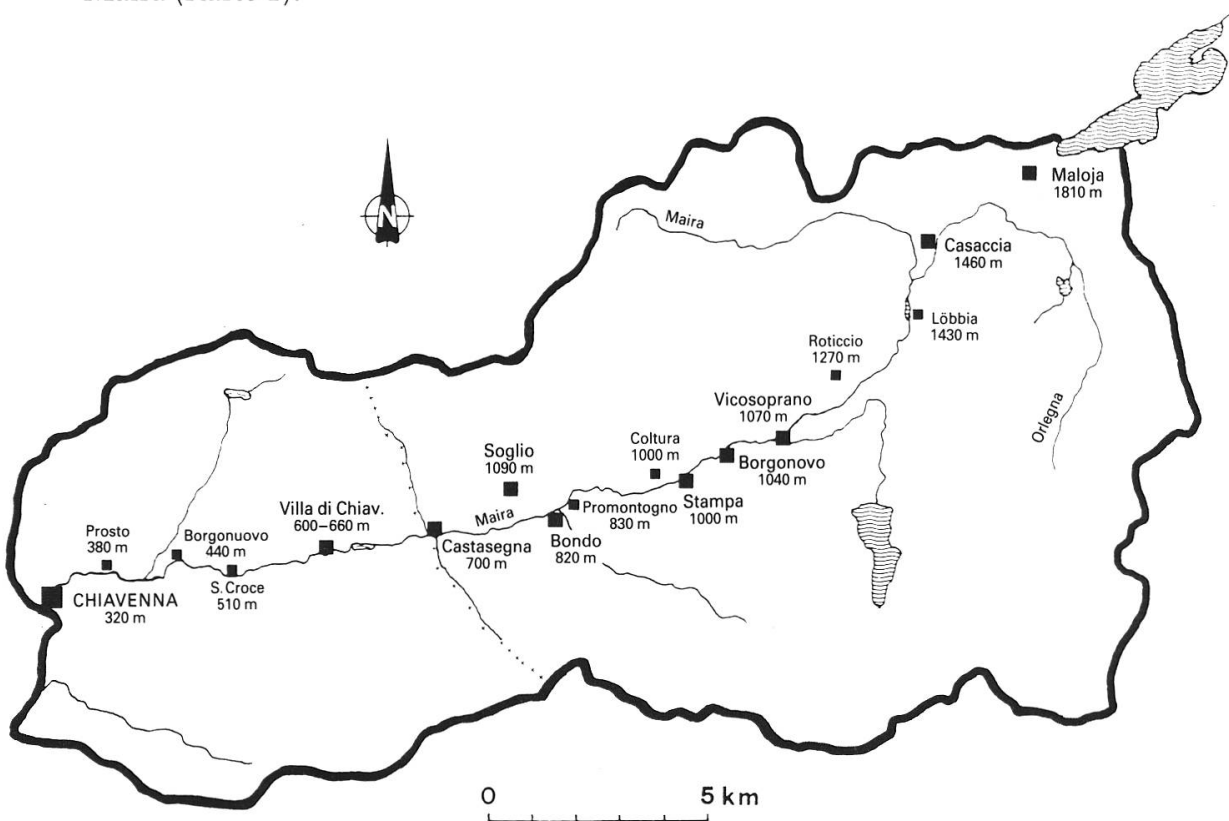 N
Maloja
1810 m
Maira
Casaccia
1460 m
Löbbia
1430 m
Roticcio
1270 m
Orlegna
Vicosoprano
1070 m
Borgonovo
1040 m
Coltura
1000 m
Stampa
1000 m
Soglio
1090 m
Promontogno
830 m
Maira
Bondo
820 m
Castasegna
700 m
Villa di Chiav.
600–660 m
Borgonuovo
440 m
S. Croce
510 m
Prosto
380 m
CHIAVENNA
320 m
0 5 km